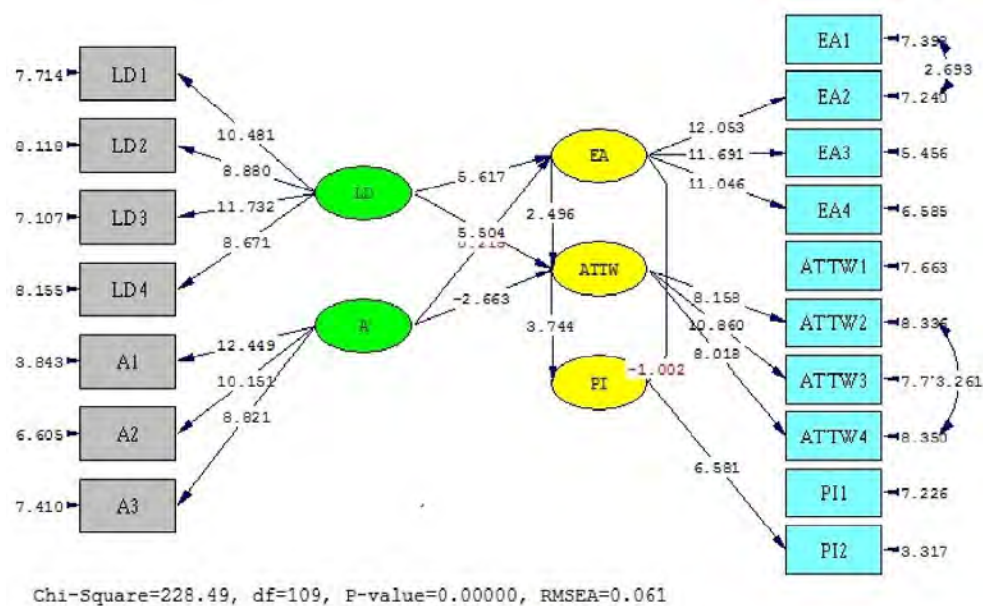 7.714 LD1
8.118 LD2
7.107 LD3
8.155 LD4
3.843 A1
6.605 A2
7.410 A3
10.481
8.880
11.732
8.671
12.449
10.151
8.821
LD
A
5.617
5.504
-2.663
EA
2.496
ATTW
3.744
PI
-1.002
12.053
11.691
11.046
8.158
10.860
8.018
6.581
EA1 7.393
2.693
EA2 7.240
EA3 5.456
EA4 6.585
ATTW1 7.663
ATTW2 8.336
ATTW3 7.7
3.261
ATTW4 8.350
PI1 7.226
PI2 3.317
Chi-Square=228.49, df=109, P-value=0.00000, RMSEA=0.061